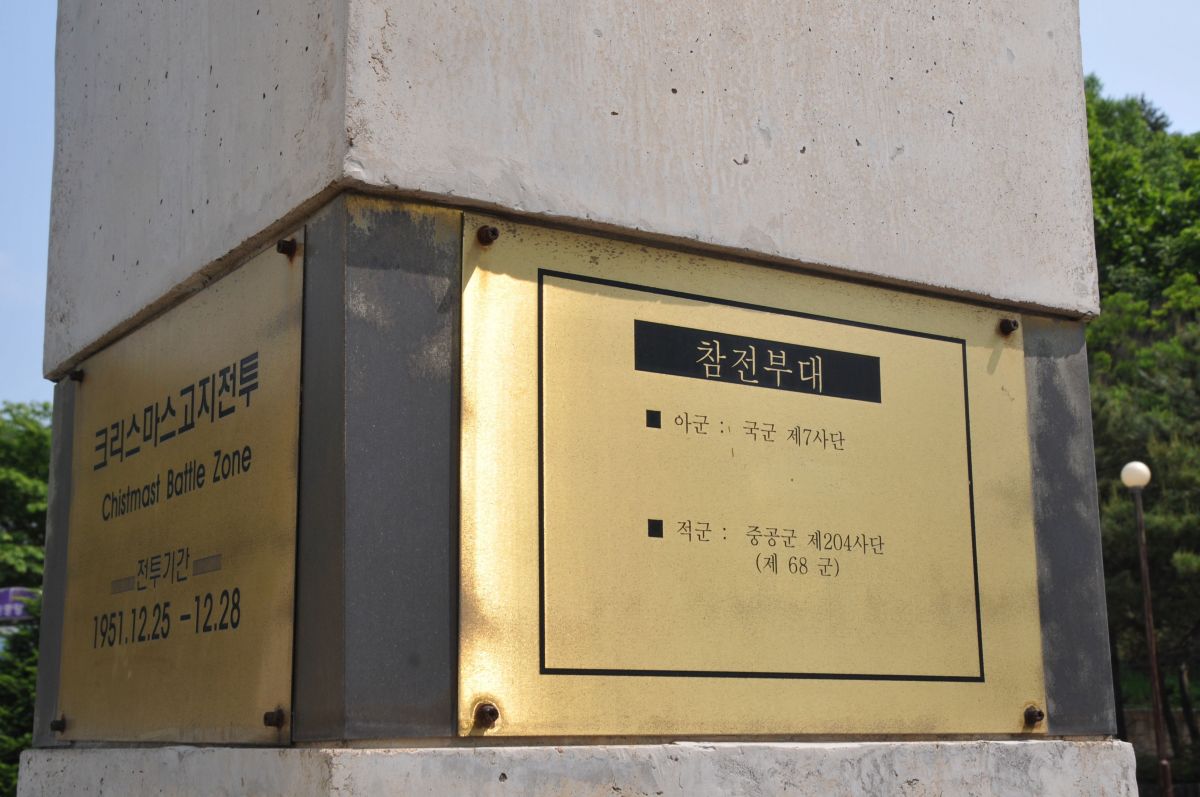 크리스마스고지전투
Chistmast Battle Zone
전투기간
1951.12.25 -12.28
참전부대
■ 아군 : 국군 제7사단
■ 적군 : 중공군 제204사단
(제 68 군)